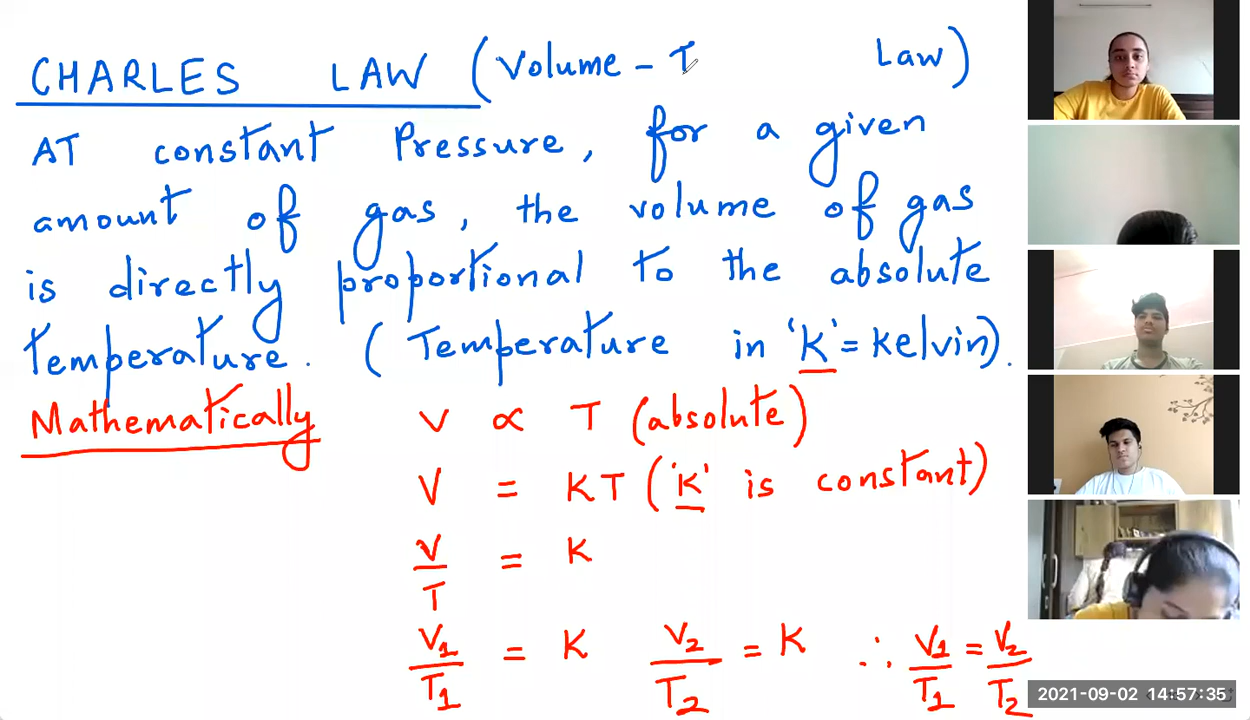 CHARLES LAW (Volume - T Law)
AT constant Pressure, for a given
amount of gas, the volume of gas
is directly proportional to the absolute
temperature. (Temperature in 'K' = Kelvin).
Mathematically V ∝ T (absolute)
V = KT ('K' is constant)
V/T = K
V1/T1 = K V2/T2 = K ∴ V1/T1 = V2/T2
2021-09-02 14:57:35